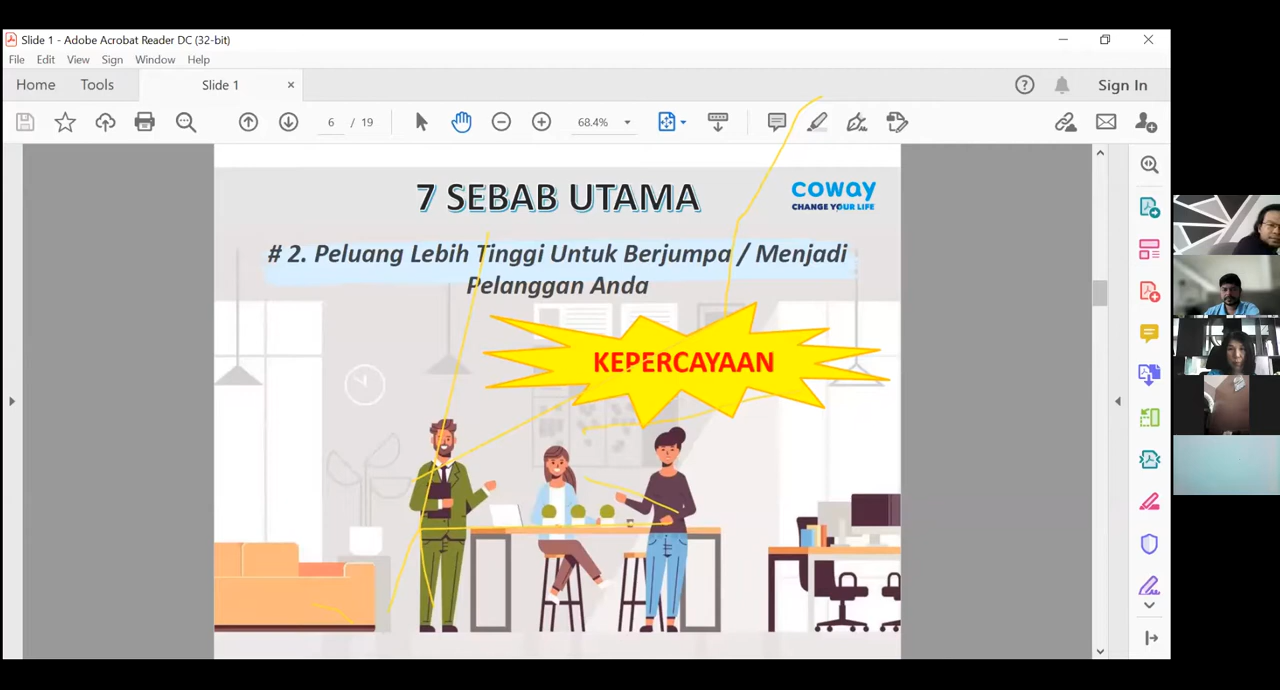 Slide 1 - Adobe Acrobat Reader DC (32-bit)
File Edit View Sign Window Help
Home Tools Slide 1 × Sign In
6 / 19 68.4%
7 SEBAB UTAMA
coway
CHANGE YOUR LIFE
# 2. Peluang Lebih Tinggi Untuk Berjumpa / Menjadi
Pelanggan Anda
KEPERCAYAAN